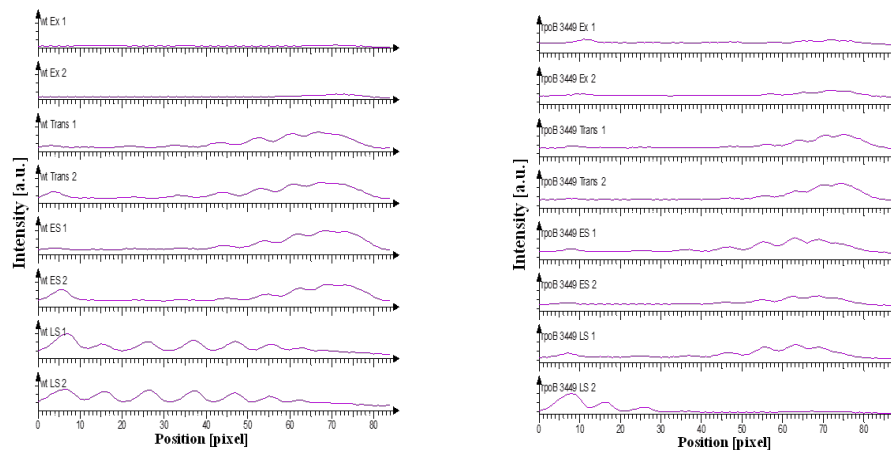 wt Ex 1
wt Ex 2
wt Trans 1
wt Trans 2
wt ES 1
wt ES 2
wt LS 1
wt LS 2
Intensity [a.u.]
0 10 20 30 40 50 60 70 80
Position [pixel]
rpoB 3449 Ex 1
rpoB 3449 Ex 2
rpoB 3449 Trans 1
rpoB 3449 Trans 2
rpoB 3449 ES 1
rpoB 3449 ES 2
rpoB 3449 LS 1
rpoB 3449 LS 2
Intensity [a.u.]
0 10 20 30 40 50 60 70 80
Position [pixel]